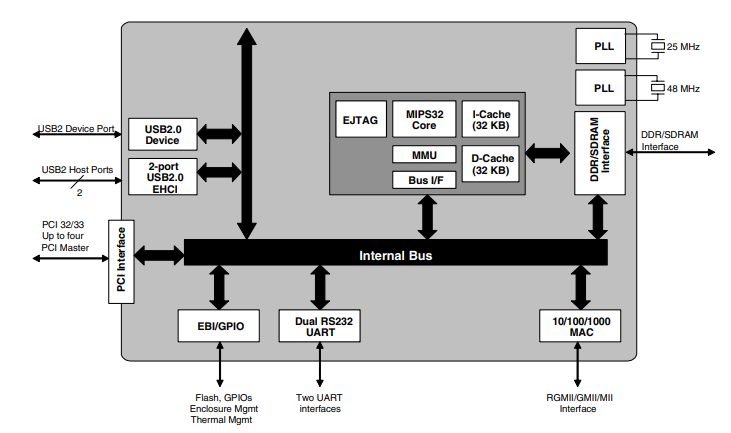 PLL
25 MHz
PLL
48 MHz
EJTAG
MIPS32
Core
I-Cache
(32 KB)
MMU
D-Cache
(32 KB)
Bus I/F
DDR/SDRAM
Interface
DDR/SDRAM
Interface
USB2 Device Port
USB2.0
Device
USB2 Host Ports
2
2-port
USB2.0
EHCI
PCI 32/33
Up to four
PCI Master
PCI Interface
Internal Bus
EBI/GPIO
Dual RS232
UART
10/100/1000
MAC
Flash, GPIOs
Enclosure Mgmt
Thermal Mgmt
Two UART
interfaces
RGMII/GMII/MII
Interface